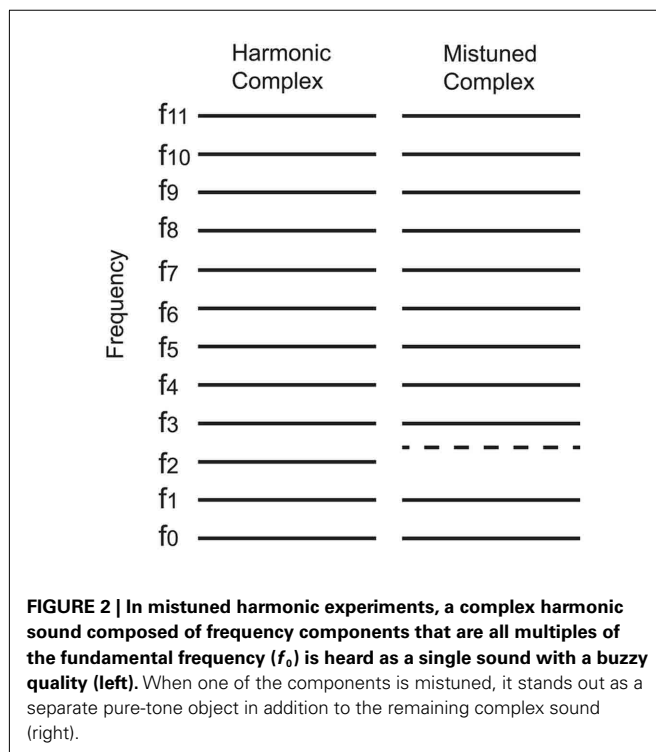 Harmonic Complex
Mistuned Complex
Frequency
f11
f10
f9
f8
f7
f6
f5
f4
f3
f2
f1
f0
FIGURE 2 | In mistuned harmonic experiments, a complex harmonic
sound composed of frequency components that are all multiples of
the fundamental frequency (f0) is heard as a single sound with a buzzy
quality (left). When one of the components is mistuned, it stands out as a
separate pure-tone object in addition to the remaining complex sound
(right).